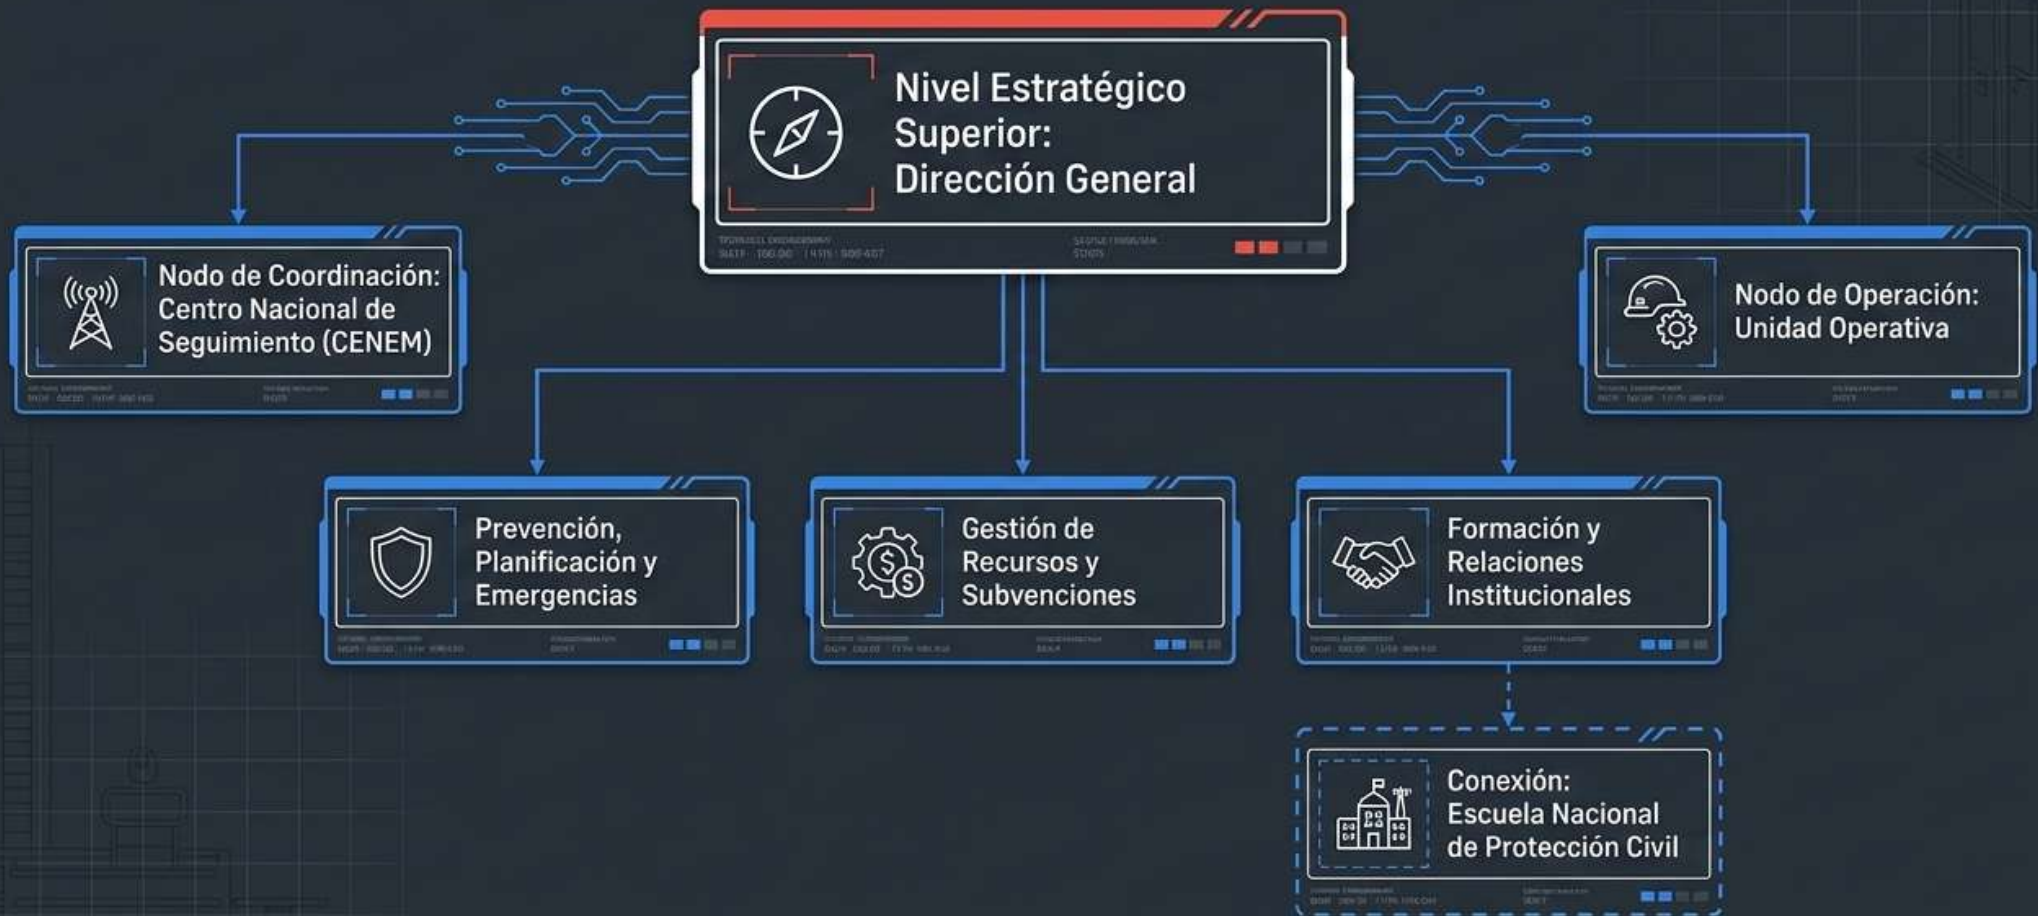 Nivel Estratégico
Superior:
Dirección General
Nodo de Coordinación:
Centro Nacional de
Seguimiento (CENEM)
Nodo de Operación:
Unidad Operativa
Prevención,
Planificación y
Emergencias
Gestión de
Recursos y
Subvenciones
Formación y
Relaciones
Institucionales
Conexión:
Escuela Nacional
de Protección Civil